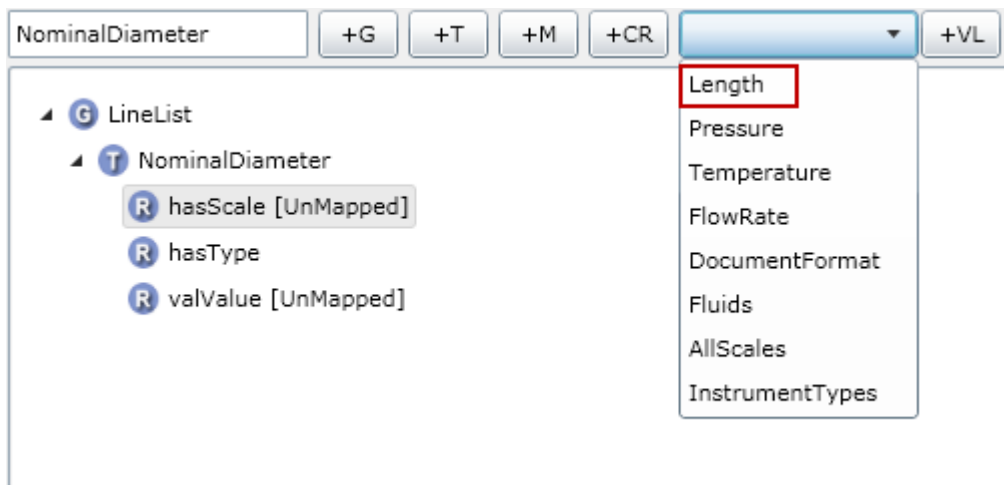 NominalDiameter +G +T +M +CR +VL
Length
G LineList
Pressure
T NominalDiameter
Temperature
R hasScale [UnMapped]
FlowRate
R hasType
DocumentFormat
R valValue [UnMapped]
Fluids
AllScales
InstrumentTypes